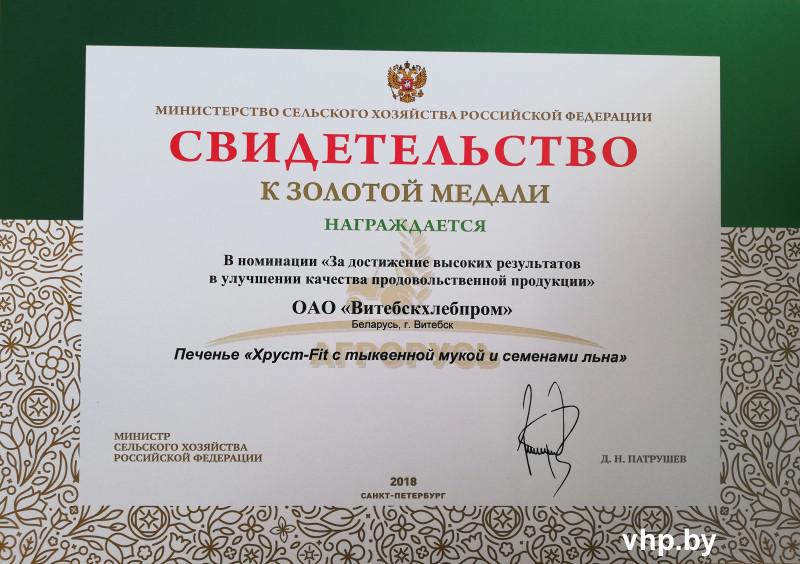 МИНИСТЕРСТВО СЕЛЬСКОГО ХОЗЯЙСТВА РОССИЙСКОЙ ФЕДЕРАЦИИ
СВИДЕТЕЛЬСТВО
К ЗОЛОТОЙ МЕДАЛИ
НАГРАЖДАЕТСЯ
В номинации «За достижение высоких результатов
в улучшении качества продовольственной продукции»
ОАО «Витебскхлебпром»
Беларусь, г. Витебск
АГРОРУСЬ
Печенье «Хруст-Fit с тыквенной мукой и семенами льна»
МИНИСТР
СЕЛЬСКОГО ХОЗЯЙСТВА
РОССИЙСКОЙ ФЕДЕРАЦИИ
Д. Н. ПАТРУШЕВ
2018
САНКТ-ПЕТЕРБУРГ
vhp.by